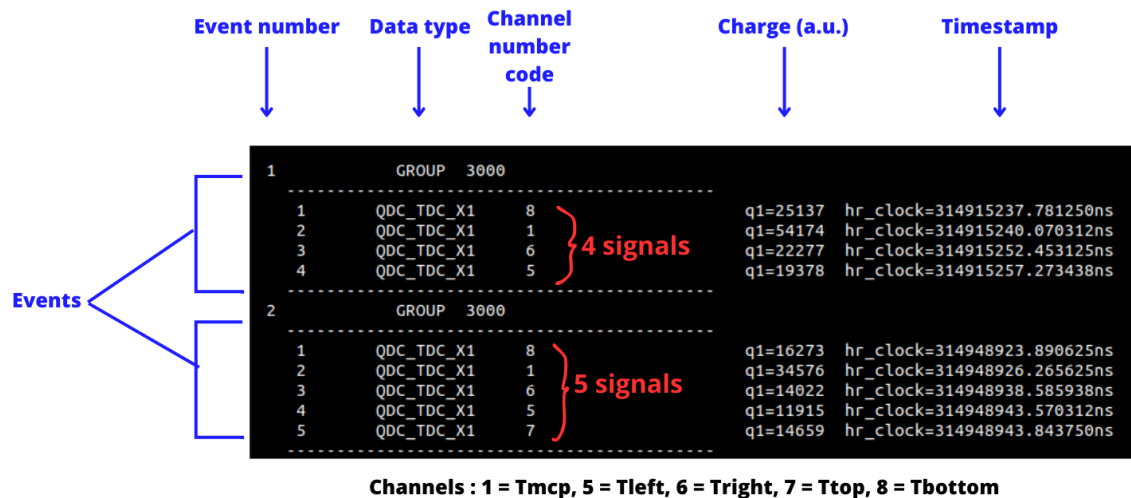 Event number Data type Channel number code Charge (a.u.) Timestamp
1 GROUP 3000
-------------------------------------------
1 QDC_TDC_X1 8 q1=25137 hr_clock=314915237.781250ns
2 QDC_TDC_X1 1 q1=54174 hr_clock=314915240.070312ns
3 QDC_TDC_X1 6 q1=22277 hr_clock=314915252.453125ns
4 QDC_TDC_X1 5 q1=19378 hr_clock=314915257.273438ns
4 signals
-------------------------------------------
Events
2 GROUP 3000
-------------------------------------------
1 QDC_TDC_X1 8 q1=16273 hr_clock=314948923.890625ns
2 QDC_TDC_X1 1 q1=34576 hr_clock=314948926.265625ns
3 QDC_TDC_X1 6 q1=14022 hr_clock=314948938.585938ns
4 QDC_TDC_X1 5 q1=11915 hr_clock=314948943.570312ns
5 QDC_TDC_X1 7 q1=14659 hr_clock=314948943.843750ns
5 signals
-------------------------------------------
Channels : 1 = Tmcp, 5 = Tleft, 6 = Tright, 7 = Ttop, 8 = Tbottom